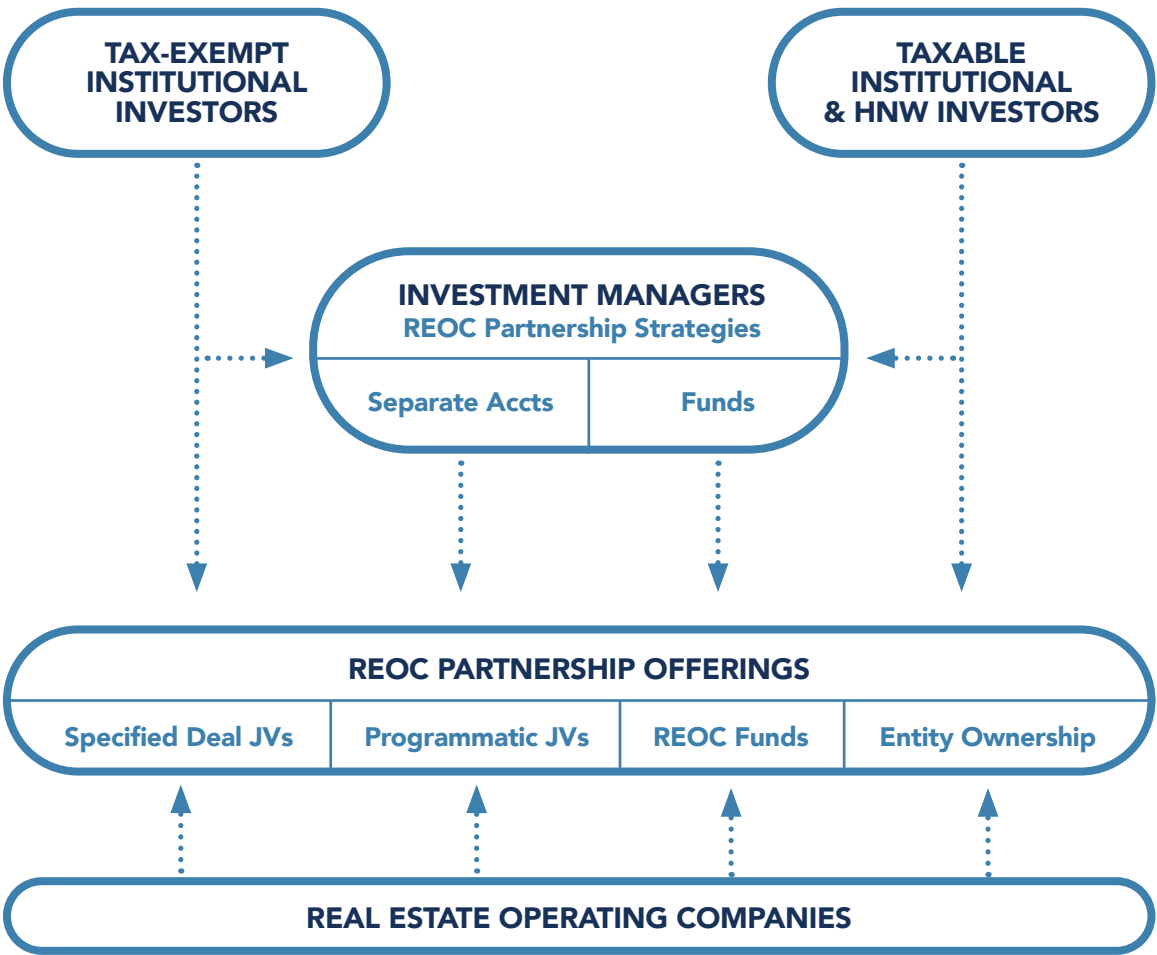 TAX-EXEMPT
INSTITUTIONAL
INVESTORS
TAXABLE
INSTITUTIONAL
& HNW INVESTORS
INVESTMENT MANAGERS
REOC Partnership Strategies
Separate Accts
Funds
REOC PARTNERSHIP OFFERINGS
Specified Deal JVs
Programmatic JVs
REOC Funds
Entity Ownership
REAL ESTATE OPERATING COMPANIES